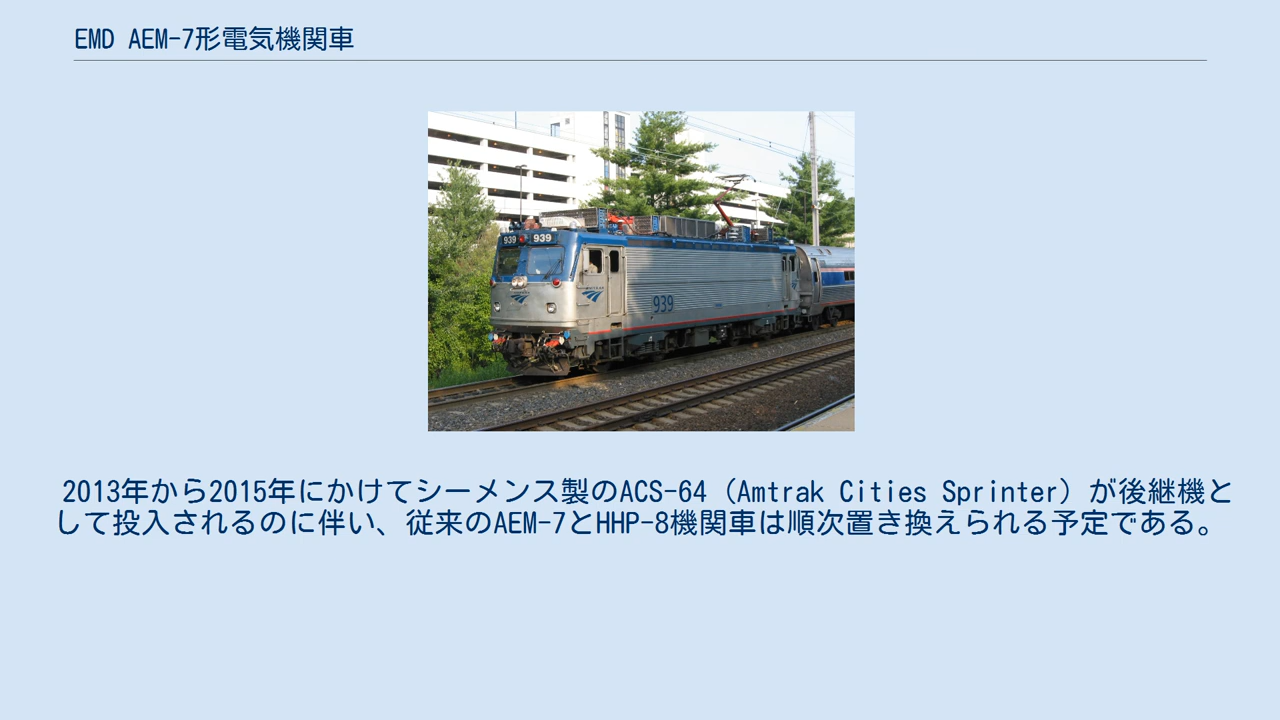 EMD AEM-7形電気機関車
939 939
939
2013年から2015年にかけてシーメンス製のACS-64（Amtrak Cities Sprinter）が後継機と
して投入されるのに伴い、従来のAEM-7とHHP-8機関車は順次置き換えられる予定である。